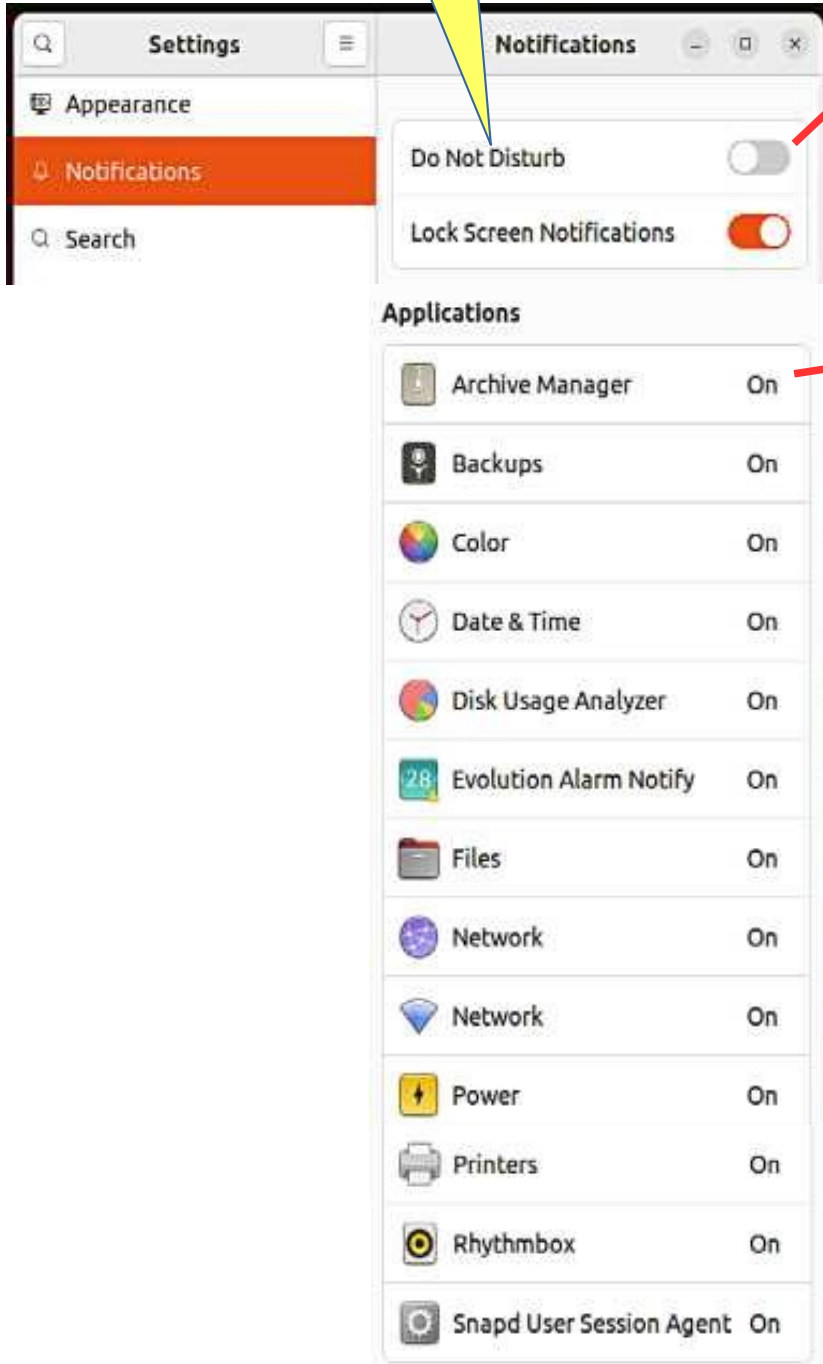 Settings
Notifications
Appearance
Notifications
Search
Do Not Disturb
Lock Screen Notifications
Applications
Archive Manager On
Backups On
Color On
Date & Time On
Disk Usage Analyzer On
28 Evolution Alarm Notify On
Files On
Network On
Network On
Power On
Printers On
Rhythmbox On
Snapd User Session Agent On